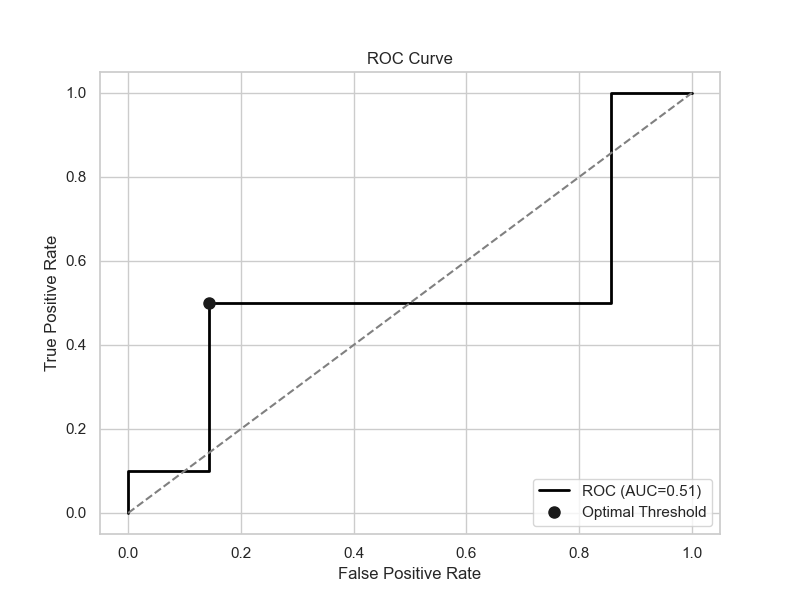 ROC Curve
True Positive Rate
1.0
0.8
0.6
0.4
0.2
0.0
0.0 0.2 0.4 0.6 0.8 1.0
False Positive Rate
ROC (AUC=0.51)
Optimal Threshold